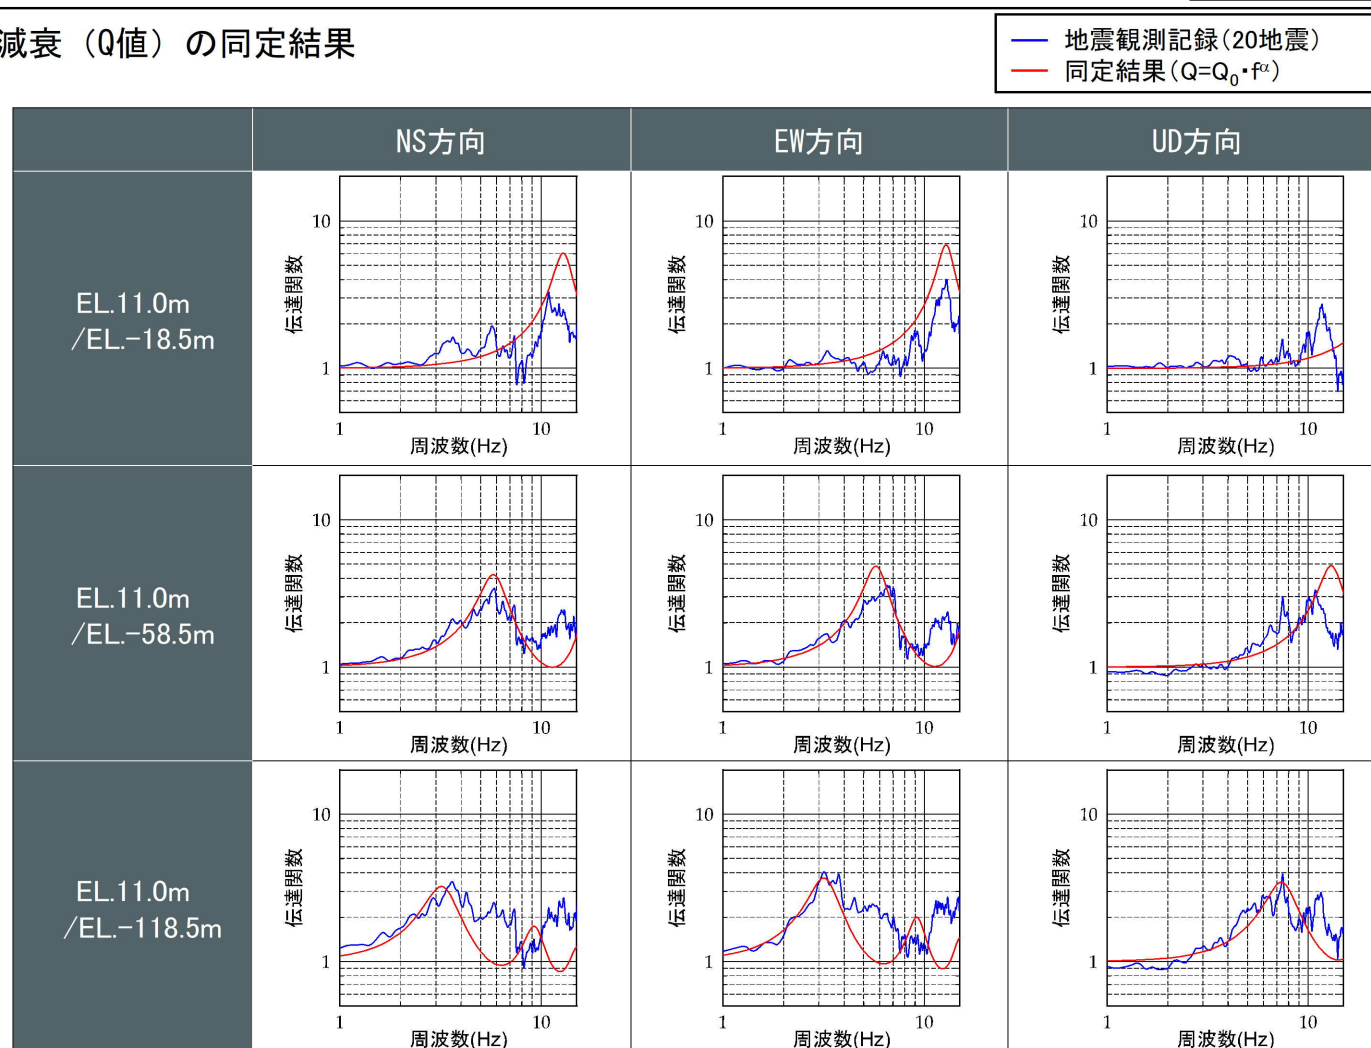 減衰（Q値）の同定結果
地震観測記録(20地震)
同定結果(Q=Q₀･fᵅ)
NS方向
EW方向
UD方向
EL.11.0m
/EL.-18.5m
伝達関数
10
1
1
10
周波数(Hz)
伝達関数
10
1
1
10
周波数(Hz)
伝達関数
10
1
1
10
周波数(Hz)
EL.11.0m
/EL.-58.5m
伝達関数
10
1
1
10
周波数(Hz)
伝達関数
10
1
1
10
周波数(Hz)
伝達関数
10
1
1
10
周波数(Hz)
EL.11.0m
/EL.-118.5m
伝達関数
10
1
1
10
周波数(Hz)
伝達関数
10
1
1
10
周波数(Hz)
伝達関数
10
1
1
10
周波数(Hz)